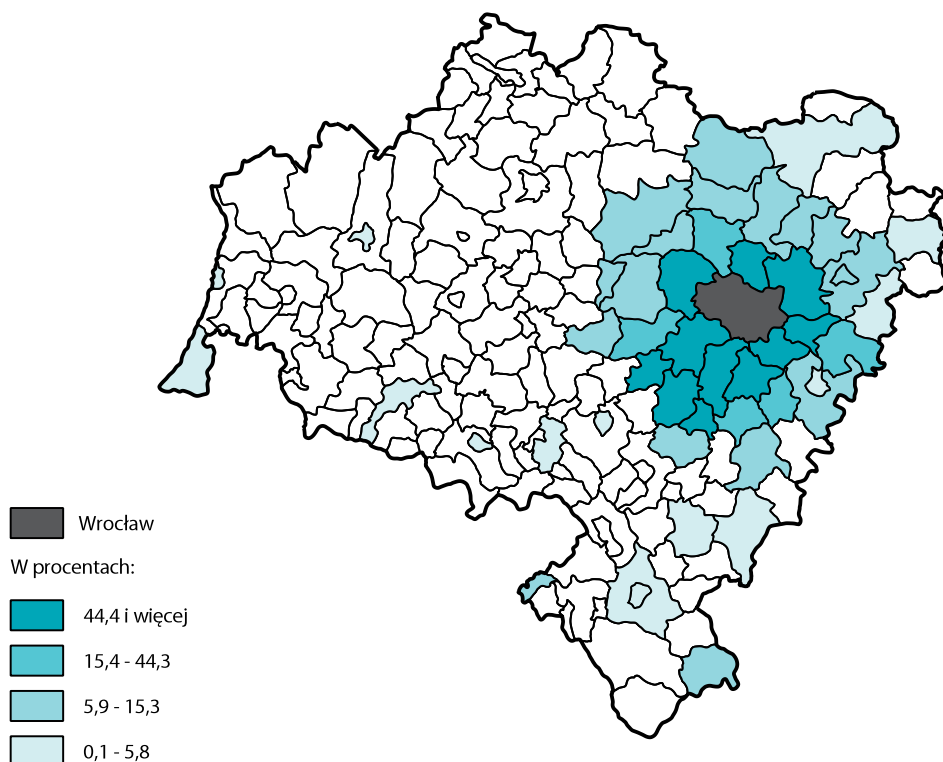 Wrocław
W procentach:
44,4 i więcej
15,4 - 44,3
5,9 - 15,3
0,1 - 5,8